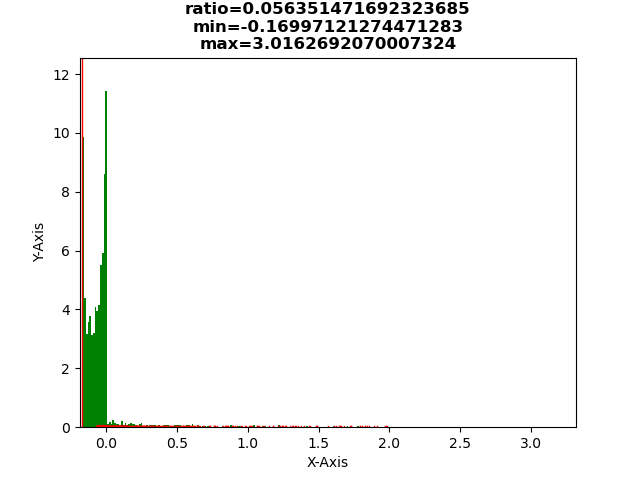 ratio=0.056351471692323685
min=-0.16997121274471283
max=3.0162692070007324
12
10
8
6
4
2
0
Y-Axis
0.0 0.5 1.0 1.5 2.0 2.5 3.0
X-Axis